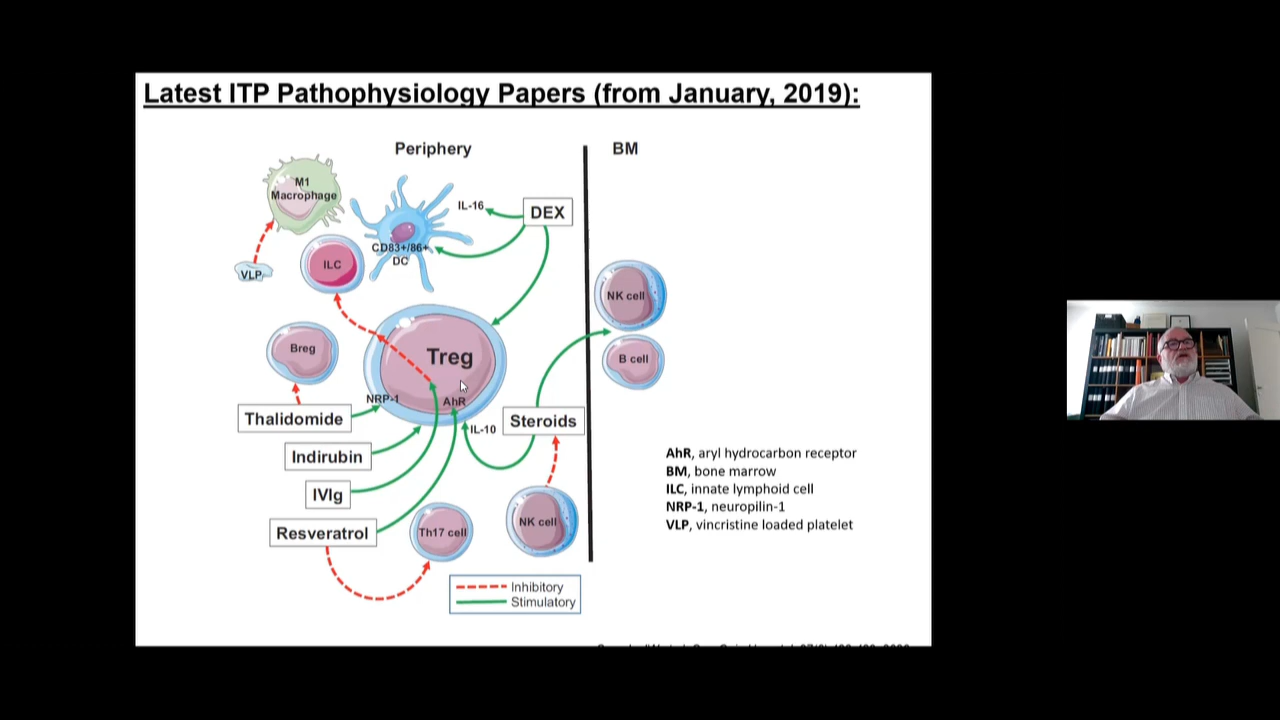 Latest ITP Pathophysiology Papers (from January, 2019):
Periphery
BM
M1
Macrophage
IL-16
DEX
CD83+/86+
DC
ILC
VLP
NK cell
Breg
Treg
B cell
NRP-1
AhR
Thalidomide
IL-10
Steroids
Indirubin
IVIg
Resveratrol
Th17 cell
NK cell
AhR, aryl hydrocarbon receptor
BM, bone marrow
ILC, innate lymphoid cell
NRP-1, neuropilin-1
VLP, vincristine loaded platelet
Inhibitory
Stimulatory